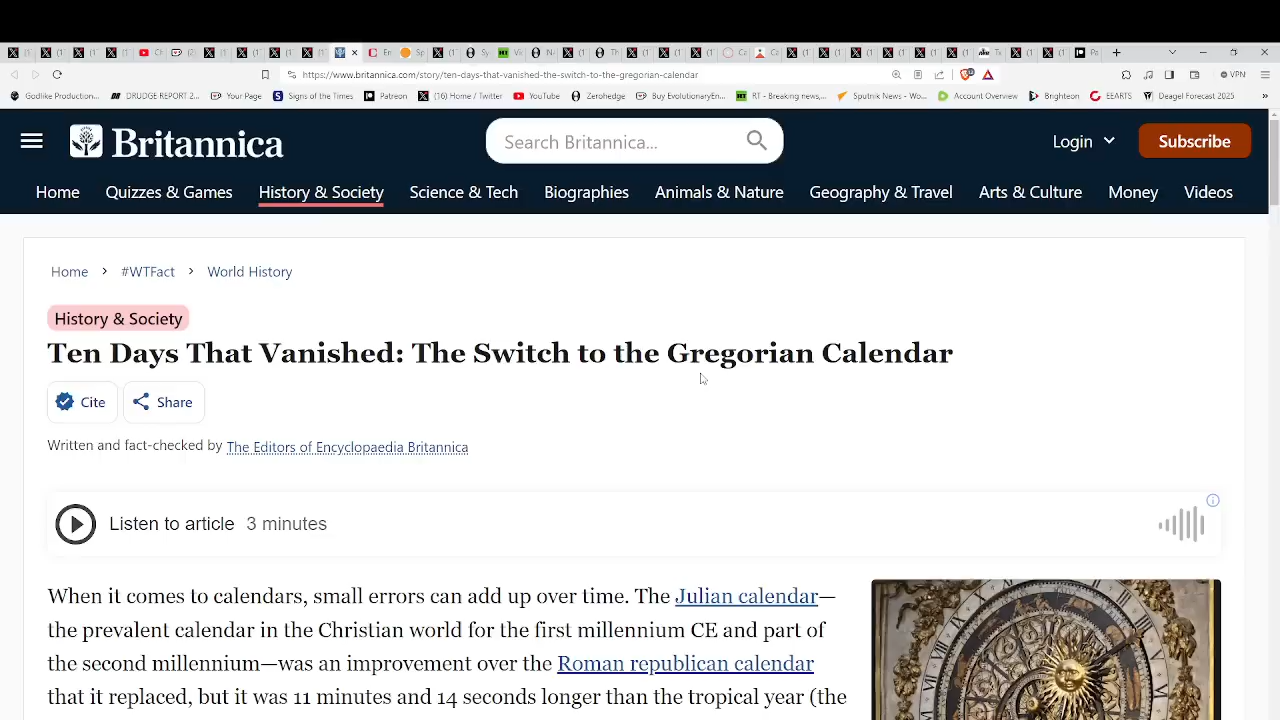 https://www.britannica.com/story/ten-days-that-vanished-the-switch-to-the-gregorian-calendar
VPN
Godlike Production...
DRUDGE REPORT 2...
Your Page
Signs of the Times
Patreon
(16) Home / Twitter
YouTube
Zerohedge
Buy EvolutionaryEn...
RT - Breaking news,...
Sputnik News - Wo...
Account Overview
Brighteon
EEARTS
Deagel Forecast 2025
Britannica
Search Britannica...
Login
Subscribe
Home
Quizzes & Games
History & Society
Science & Tech
Biographies
Animals & Nature
Geography & Travel
Arts & Culture
Money
Videos
Home > #WTFact > World History
History & Society
Ten Days That Vanished: The Switch to the Gregorian Calendar
Cite
Share
Written and fact-checked by The Editors of Encyclopaedia Britannica
Listen to article 3 minutes
When it comes to calendars, small errors can add up over time. The Julian calendar—
the prevalent calendar in the Christian world for the first millennium CE and part of
the second millennium—was an improvement over the Roman republican calendar
that it replaced, but it was 11 minutes and 14 seconds longer than the tropical year (the